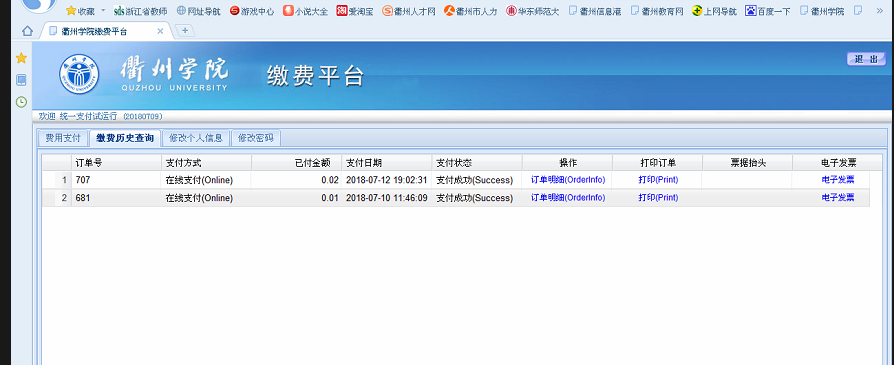 收藏 浙江省教师 网址导航 游戏中心 小说大全 爱淘宝 衢州人才网 衢州市人力 华东师范大 衢州信息港 衢州教育网 上网导航 百度一下 衢州学院
衢州学院缴费平台
衢州学院 QUZHOU UNIVERSITY 缴费平台 退 出
欢迎 统一支付试运行 (20180709)
费用支付 缴费历史查询 修改个人信息 修改密码
订单号 支付方式 已付金额 支付日期 支付状态 操作 打印订单 票据抬头 电子发票
1 707 在线支付(Online) 0.02 2018-07-12 19:02:31 支付成功(Success) 订单明细(OrderInfo) 打印(Print) 电子发票
2 681 在线支付(Online) 0.01 2018-07-10 11:46:09 支付成功(Success) 订单明细(OrderInfo) 打印(Print) 电子发票